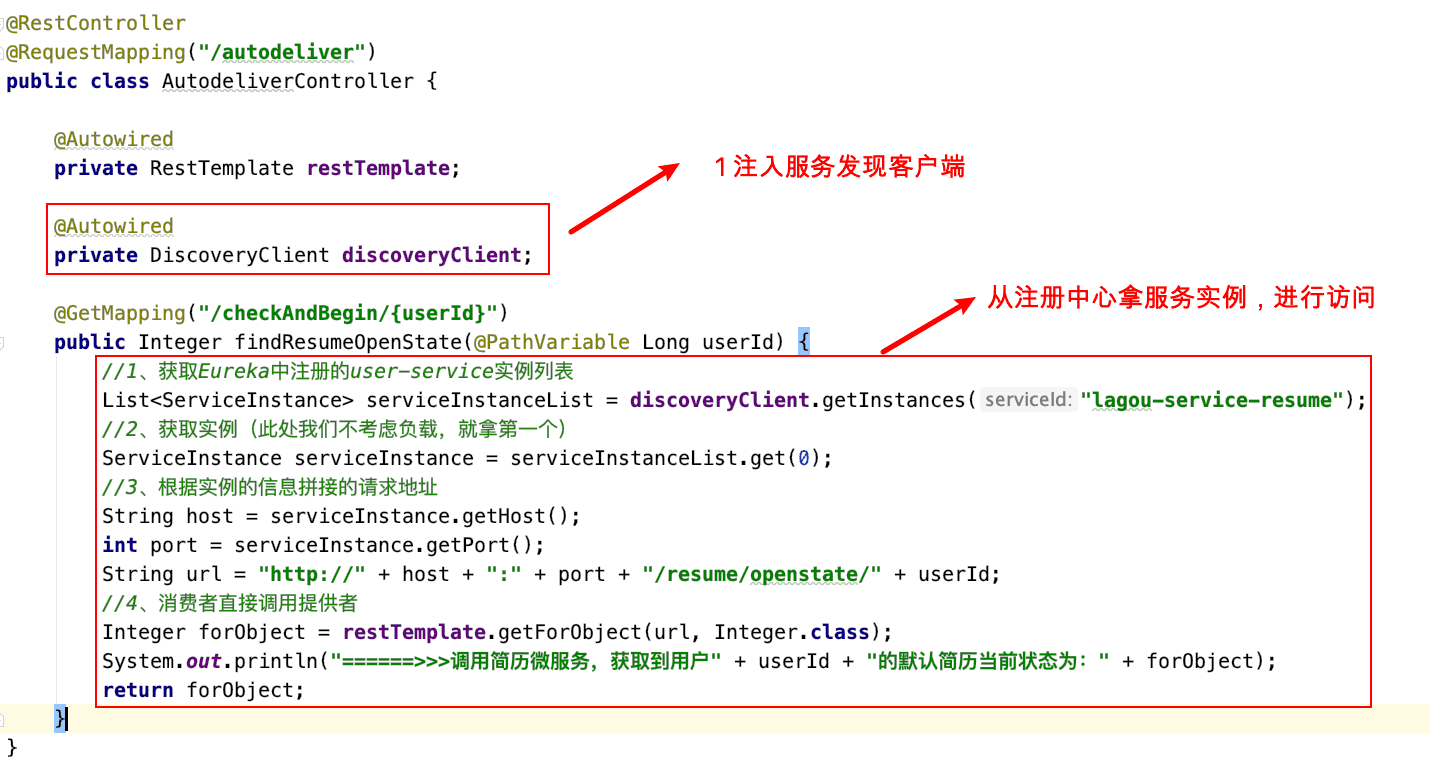 @RestController
@RequestMapping("/autodeliver")
public class AutodeliverController {
@Autowired
private RestTemplate restTemplate;
1注入服务发现客户端
@Autowired
private DiscoveryClient discoveryClient;
从注册中心拿服务实例，进行访问
@GetMapping("/checkAndBegin/{userId}")
public Integer findResumeOpenState(@PathVariable Long userId) {
//1、获取Eureka中注册的user-service实例列表
List<ServiceInstance> serviceInstanceList = discoveryClient.getInstances( serviceId: "lagou-service-resume");
//2、获取实例（此处我们不考虑负载，就拿第一个）
ServiceInstance serviceInstance = serviceInstanceList.get(0);
//3、根据实例的信息拼接的请求地址
String host = serviceInstance.getHost();
int port = serviceInstance.getPort();
String url = "http://" + host + ":" + port + "/resume/openstate/" + userId;
//4、消费者直接调用提供者
Integer forObject = restTemplate.getForObject(url, Integer.class);
System.out.println("======>>>调用简历微服务，获取到用户" + userId + "的默认简历当前状态为：" + forObject);
return forObject;
}
}